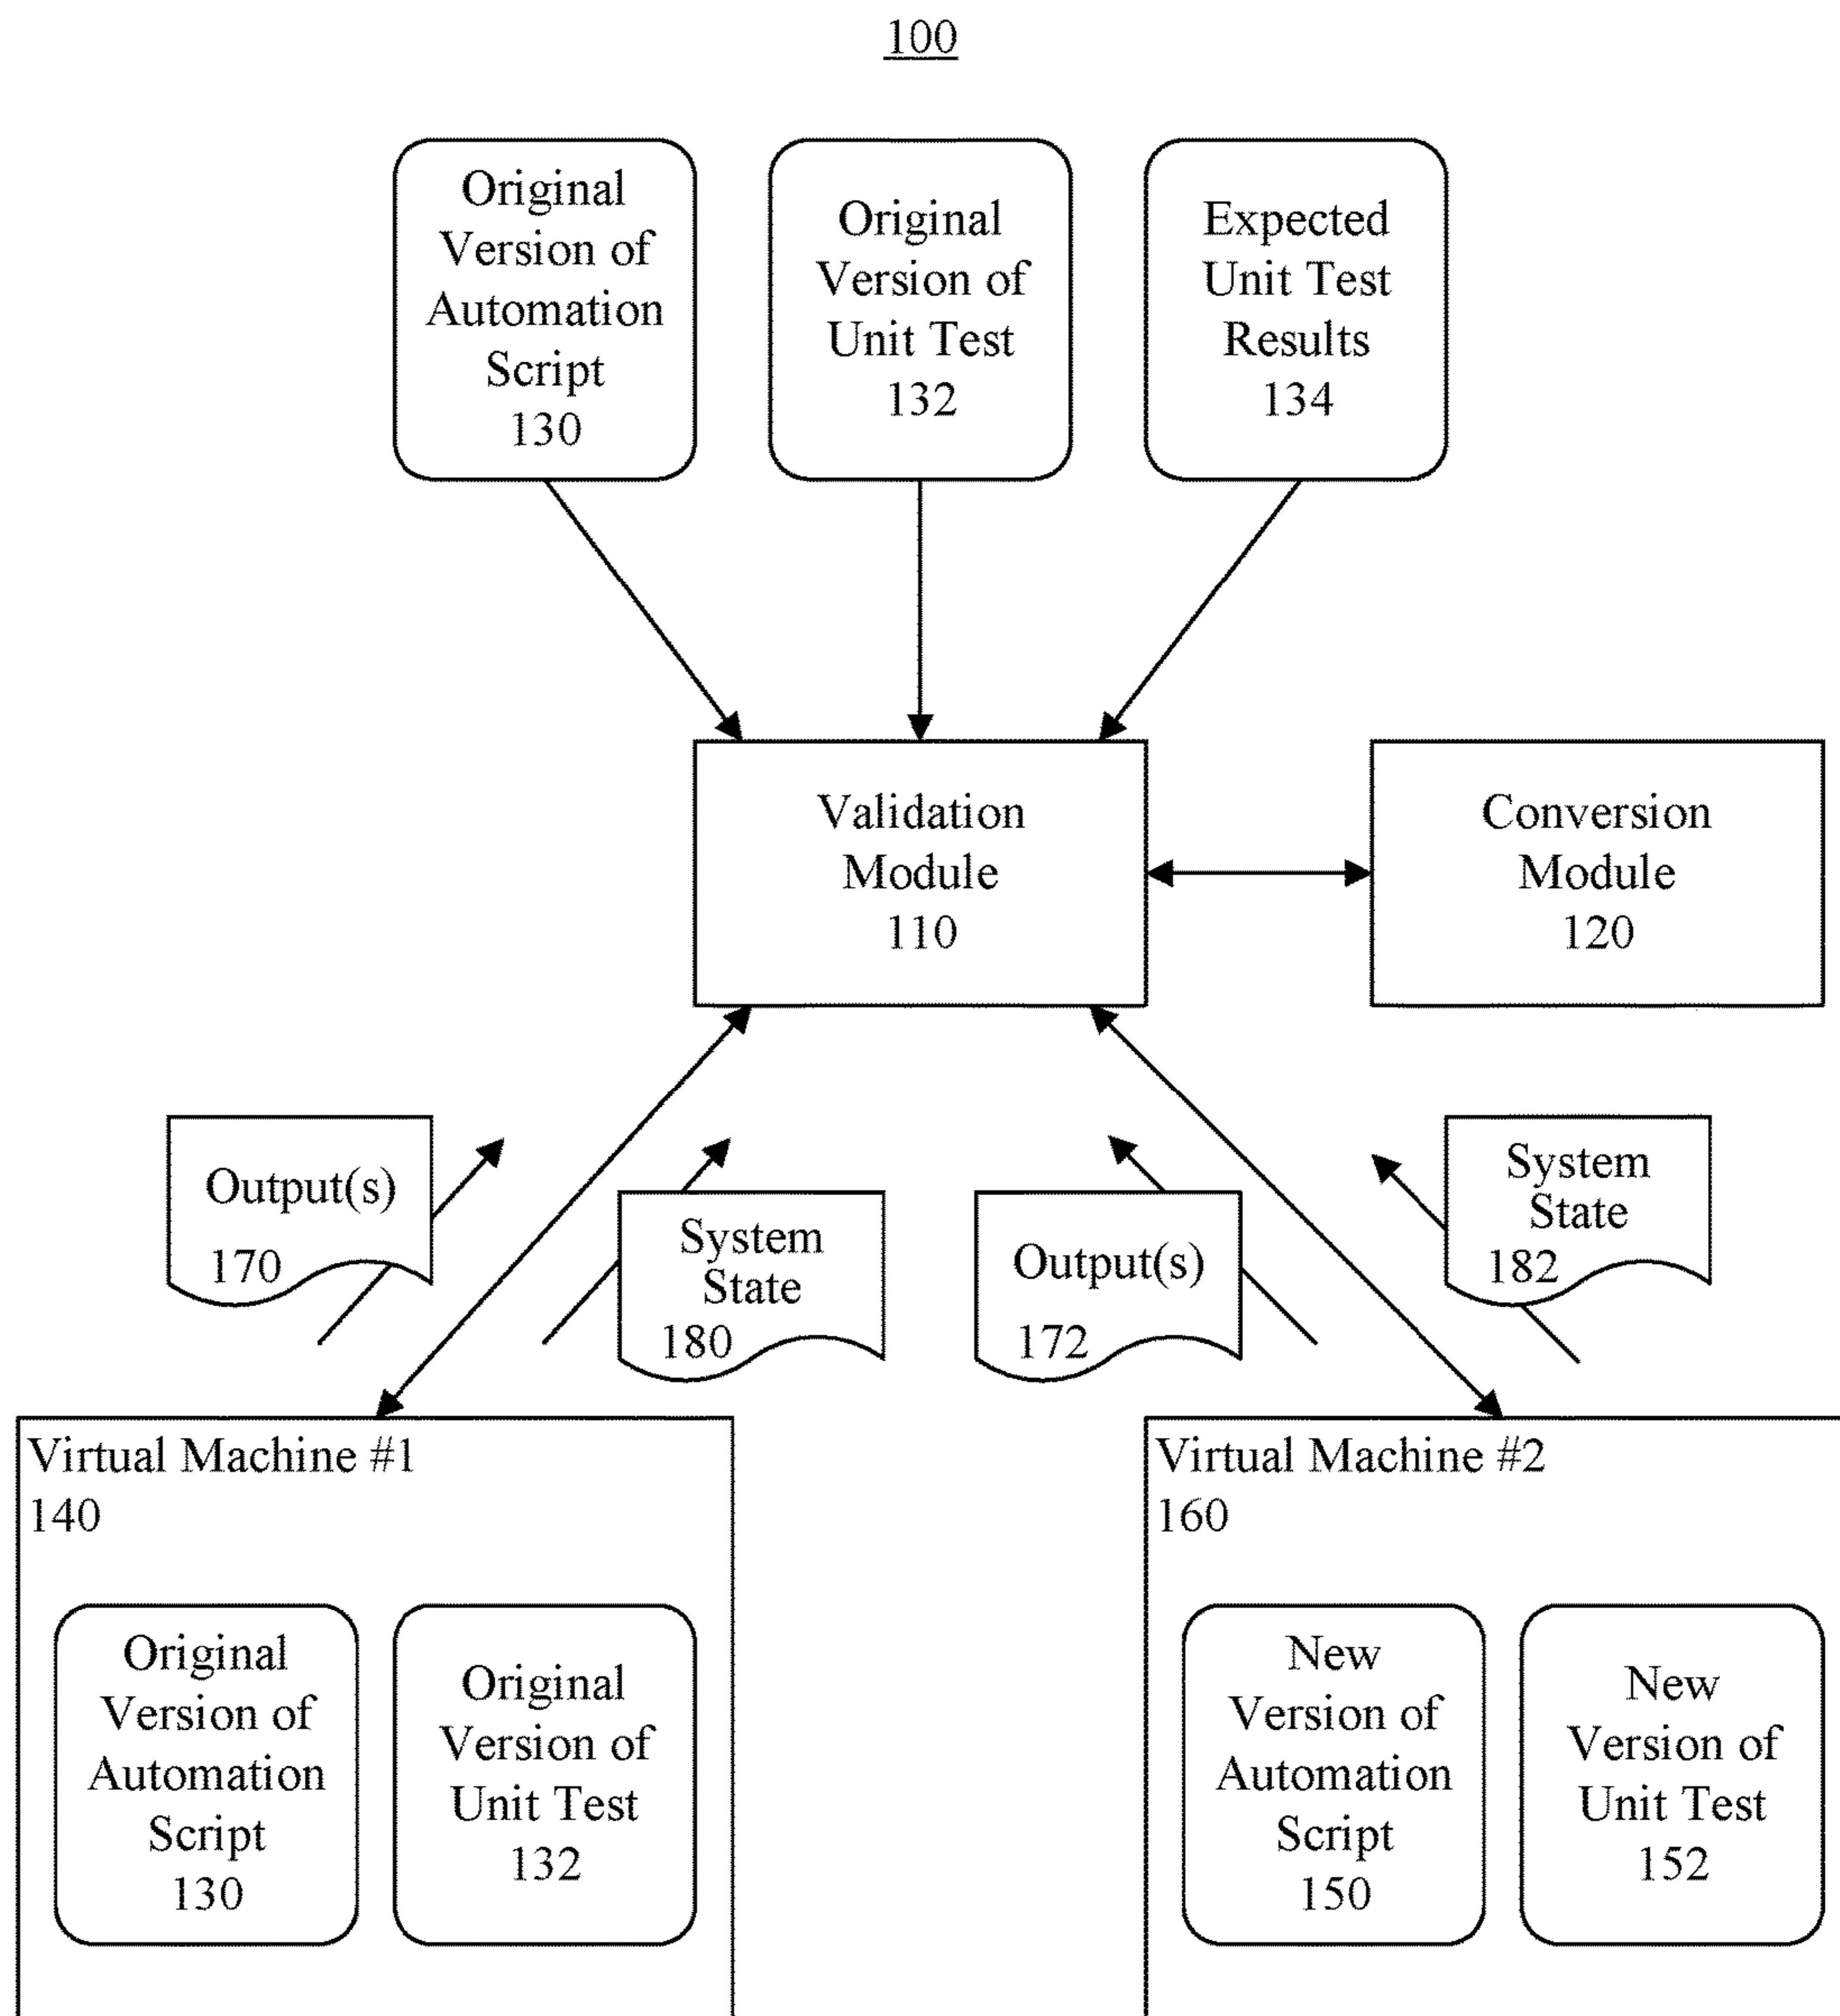 100
Original
Version of
Automation
Script
130
Original
Version of
Unit Test
132
Expected
Unit Test
Results
134
Validation
Module
110
Conversion
Module
120
Output(s)
170
System
State
180
Output(s)
172
System
State
182
Virtual Machine #1
140
Original
Version of
Automation
Script
130
Original
Version of
Unit Test
132
Virtual Machine #2
160
New
Version of
Automation
Script
150
New
Version of
Unit Test
152